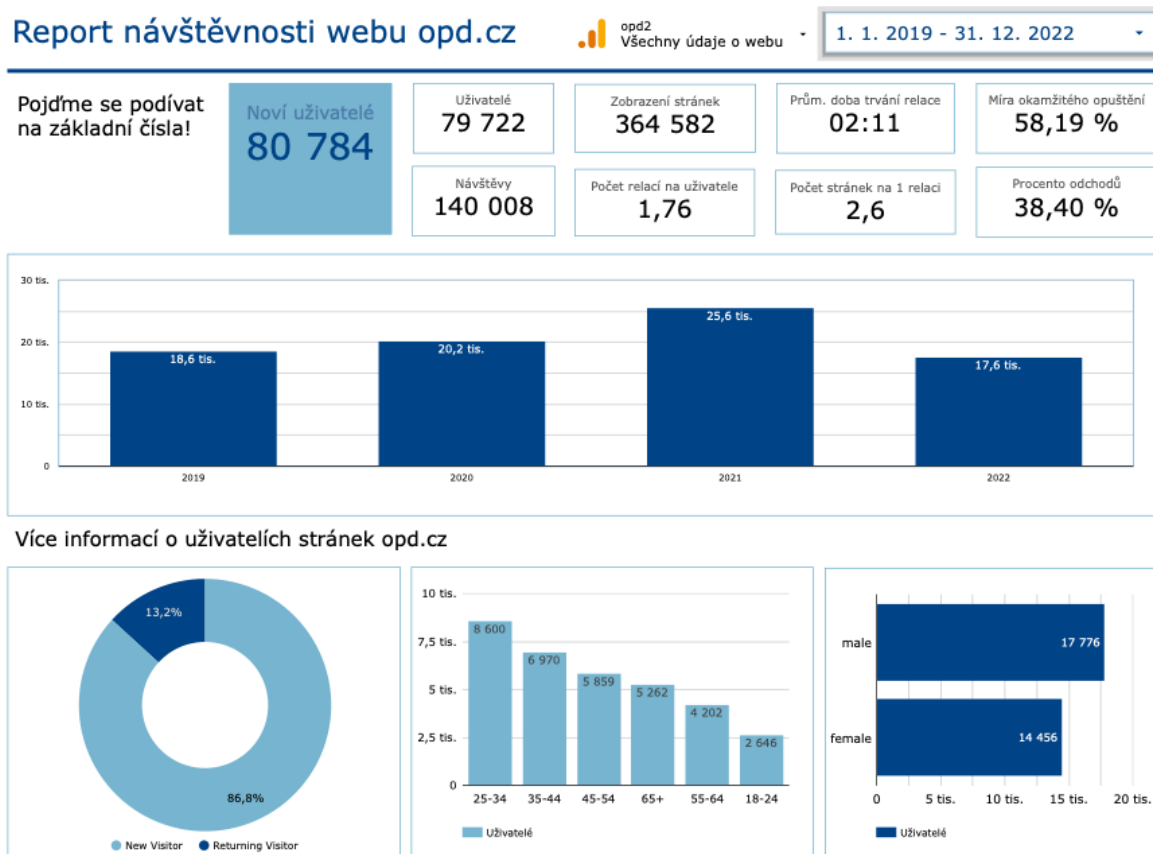 Report návštěvnosti webu opd.cz
opd2
Všechny údaje o webu
1. 1. 2019 - 31. 12. 2022
Pojďme se podívat
na základní čísla!
Noví uživatelé
80 784
Uživatelé
79 722
Zobrazení stránek
364 582
Prům. doba trvání relace
02:11
Míra okamžitého opuštění
58,19 %
Návštěvy
140 008
Počet relací na uživatele
1,76
Počet stránek na 1 relaci
2,6
Procento odchodů
38,40 %
30 tis.
20 tis.
10 tis.
0
18,6 tis.
20,2 tis.
25,6 tis.
17,6 tis.
2019
2020
2021
2022
Více informací o uživatelích stránek opd.cz
13,2%
86,8%
New Visitor
Returning Visitor
10 tis.
7,5 tis.
5 tis.
2,5 tis.
0
8 600
6 970
5 859
5 262
4 202
2 646
25-34
35-44
45-54
65+
55-64
18-24
Uživatelé
male
17 776
female
14 456
0
5 tis.
10 tis.
15 tis.
20 tis.
Uživatelé